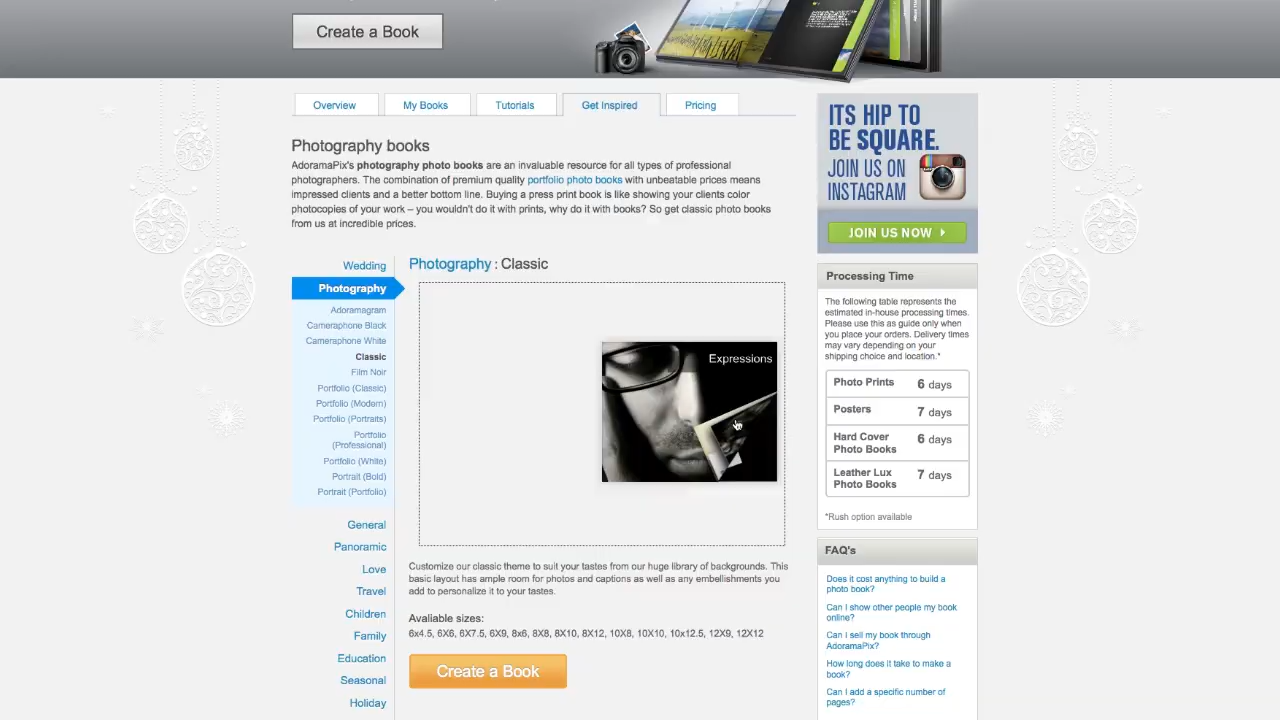 Create a Book
Overview
My Books
Tutorials
Get Inspired
Pricing
Photography books
AdoramaPix's photography photo books are an invaluable resource for all types of professional
photographers. The combination of premium quality portfolio photo books with unbeatable prices means
impressed clients and a better bottom line. Buying a press print book is like showing your clients color
photocopies of your work – you wouldn't do it with prints, why do it with books? So get classic photo books
from us at incredible prices.
Wedding
Photography
Adoramagram
Cameraphone Black
Cameraphone White
Classic
Film Noir
Portfolio (Classic)
Portfolio (Modern)
Portfolio (Portraits)
Portfolio
(Professional)
Portfolio (White)
Portrait (Bold)
Portrait (Portfolio)
General
Panoramic
Love
Travel
Children
Family
Education
Seasonal
Holiday
Photography : Classic
Expressions
Customize our classic theme to suit your tastes from our huge library of backgrounds. This
basic layout has ample room for photos and captions as well as any embellishments you
add to personalize it to your tastes.
Available sizes:
6x4.5, 6X6, 6X7.5, 6X9, 8x6, 8X8, 8X10, 8X12, 10X8, 10X10, 10x12.5, 12X9, 12X12
Create a Book
ITS HIP TO
BE SQUARE.
JOIN US ON
INSTAGRAM
JOIN US NOW
Processing Time
The following table represents the
estimated in-house processing times.
Please use this as guide only when
you place your orders. Delivery times
may vary depending on your
shipping choice and location.*
Photo Prints 6 days
Posters 7 days
Hard Cover
Photo Books 6 days
Leather Lux
Photo Books 7 days
*Rush option available
FAQ's
Does it cost anything to build a
photo book?
Can I show other people my book
online?
Can I sell my book through
AdoramaPix?
How long does it take to make a
book?
Can I add a specific number of
pages?